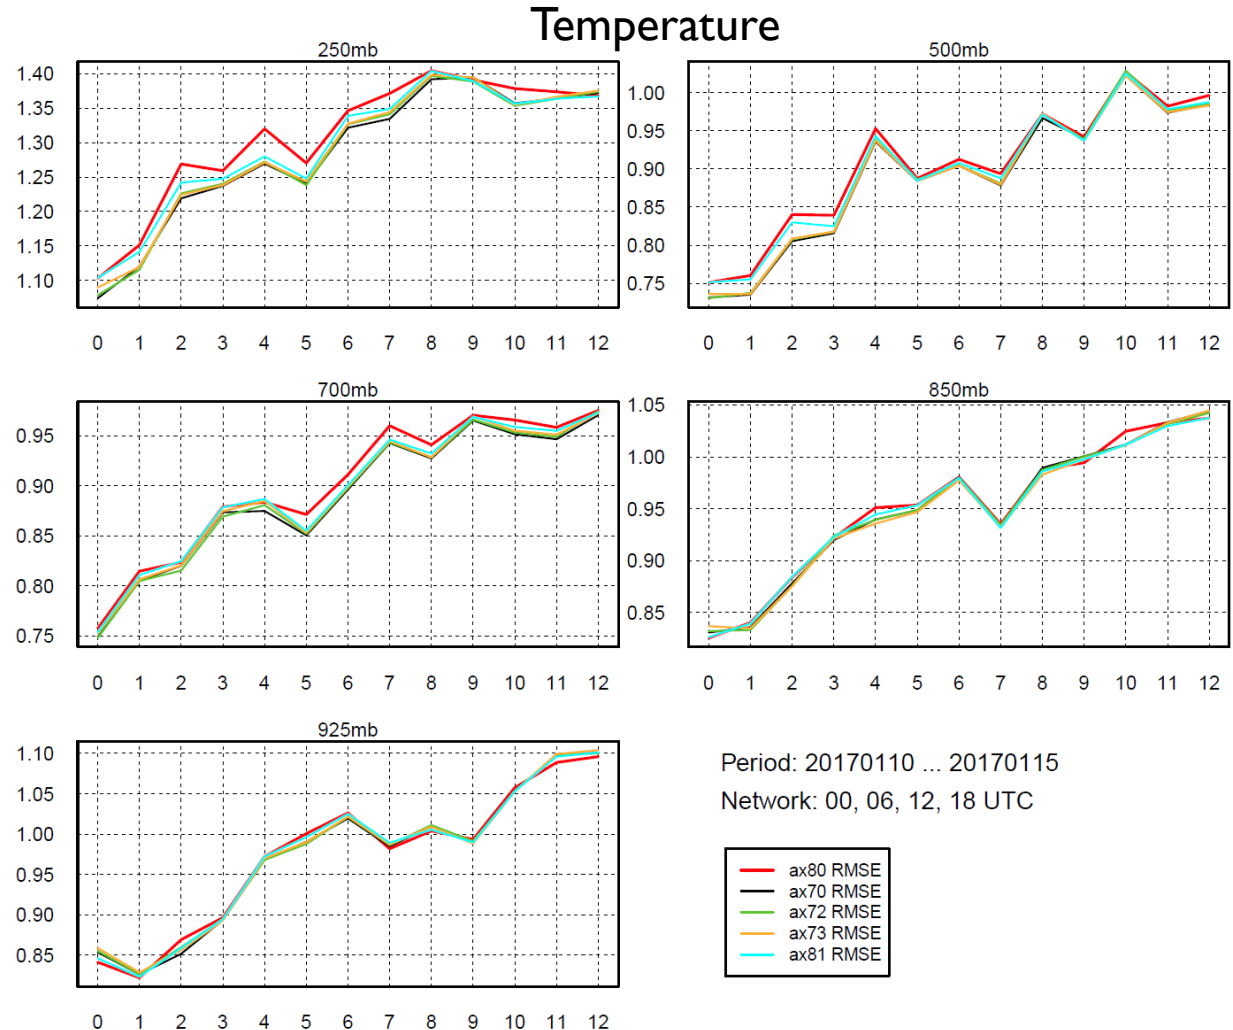 Temperature
250mb
1.40
1.35
1.30
1.25
1.20
1.15
1.10
0 1 2 3 4 5 6 7 8 9 10 11 12
500mb
1.00
0.95
0.90
0.85
0.80
0.75
0 1 2 3 4 5 6 7 8 9 10 11 12
700mb
0.95
0.90
0.85
0.80
0.75
0 1 2 3 4 5 6 7 8 9 10 11 12
850mb
1.05
1.00
0.95
0.90
0.85
0 1 2 3 4 5 6 7 8 9 10 11 12
925mb
1.10
1.05
1.00
0.95
0.90
0.85
0 1 2 3 4 5 6 7 8 9 10 11 12
Period: 20170110 ... 20170115
Network: 00, 06, 12, 18 UTC
ax80 RMSE
ax70 RMSE
ax72 RMSE
ax73 RMSE
ax81 RMSE